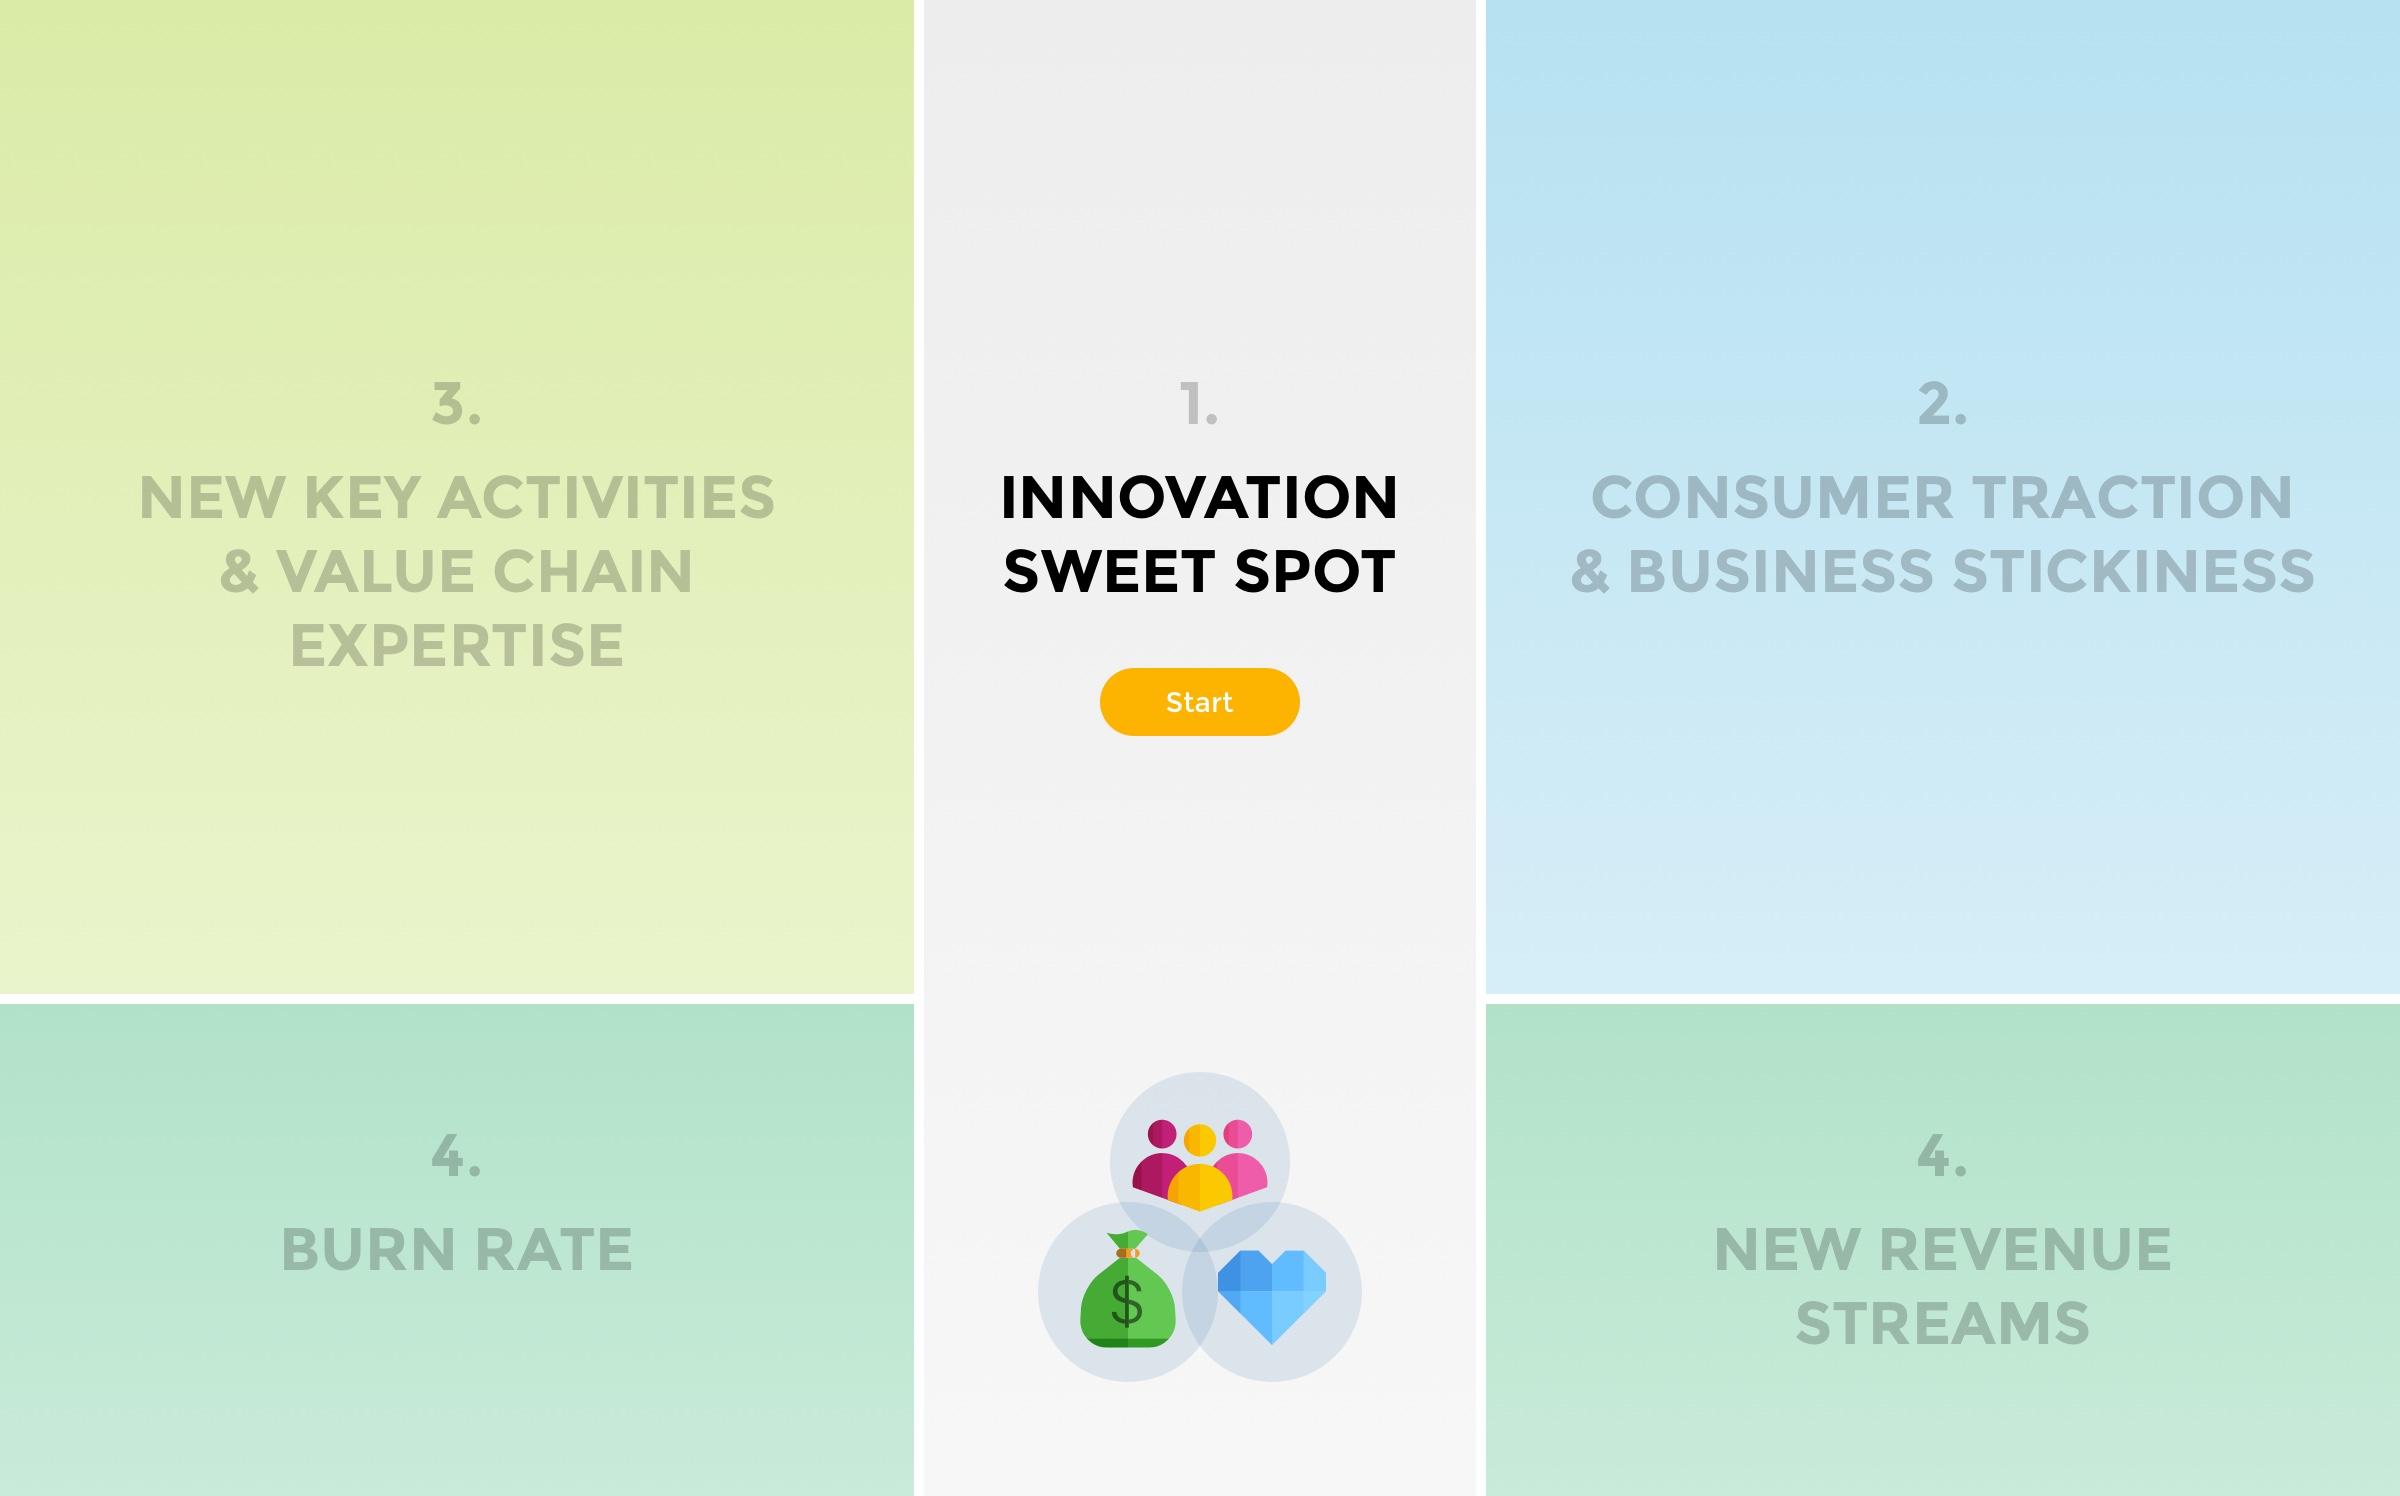 3.
NEW KEY ACTIVITIES
& VALUE CHAIN
EXPERTISE
1.
INNOVATION
SWEET SPOT
Start
2.
CONSUMER TRACTION
& BUSINESS STICKINESS
4.
BURN RATE
$
4.
NEW REVENUE
STREAMS